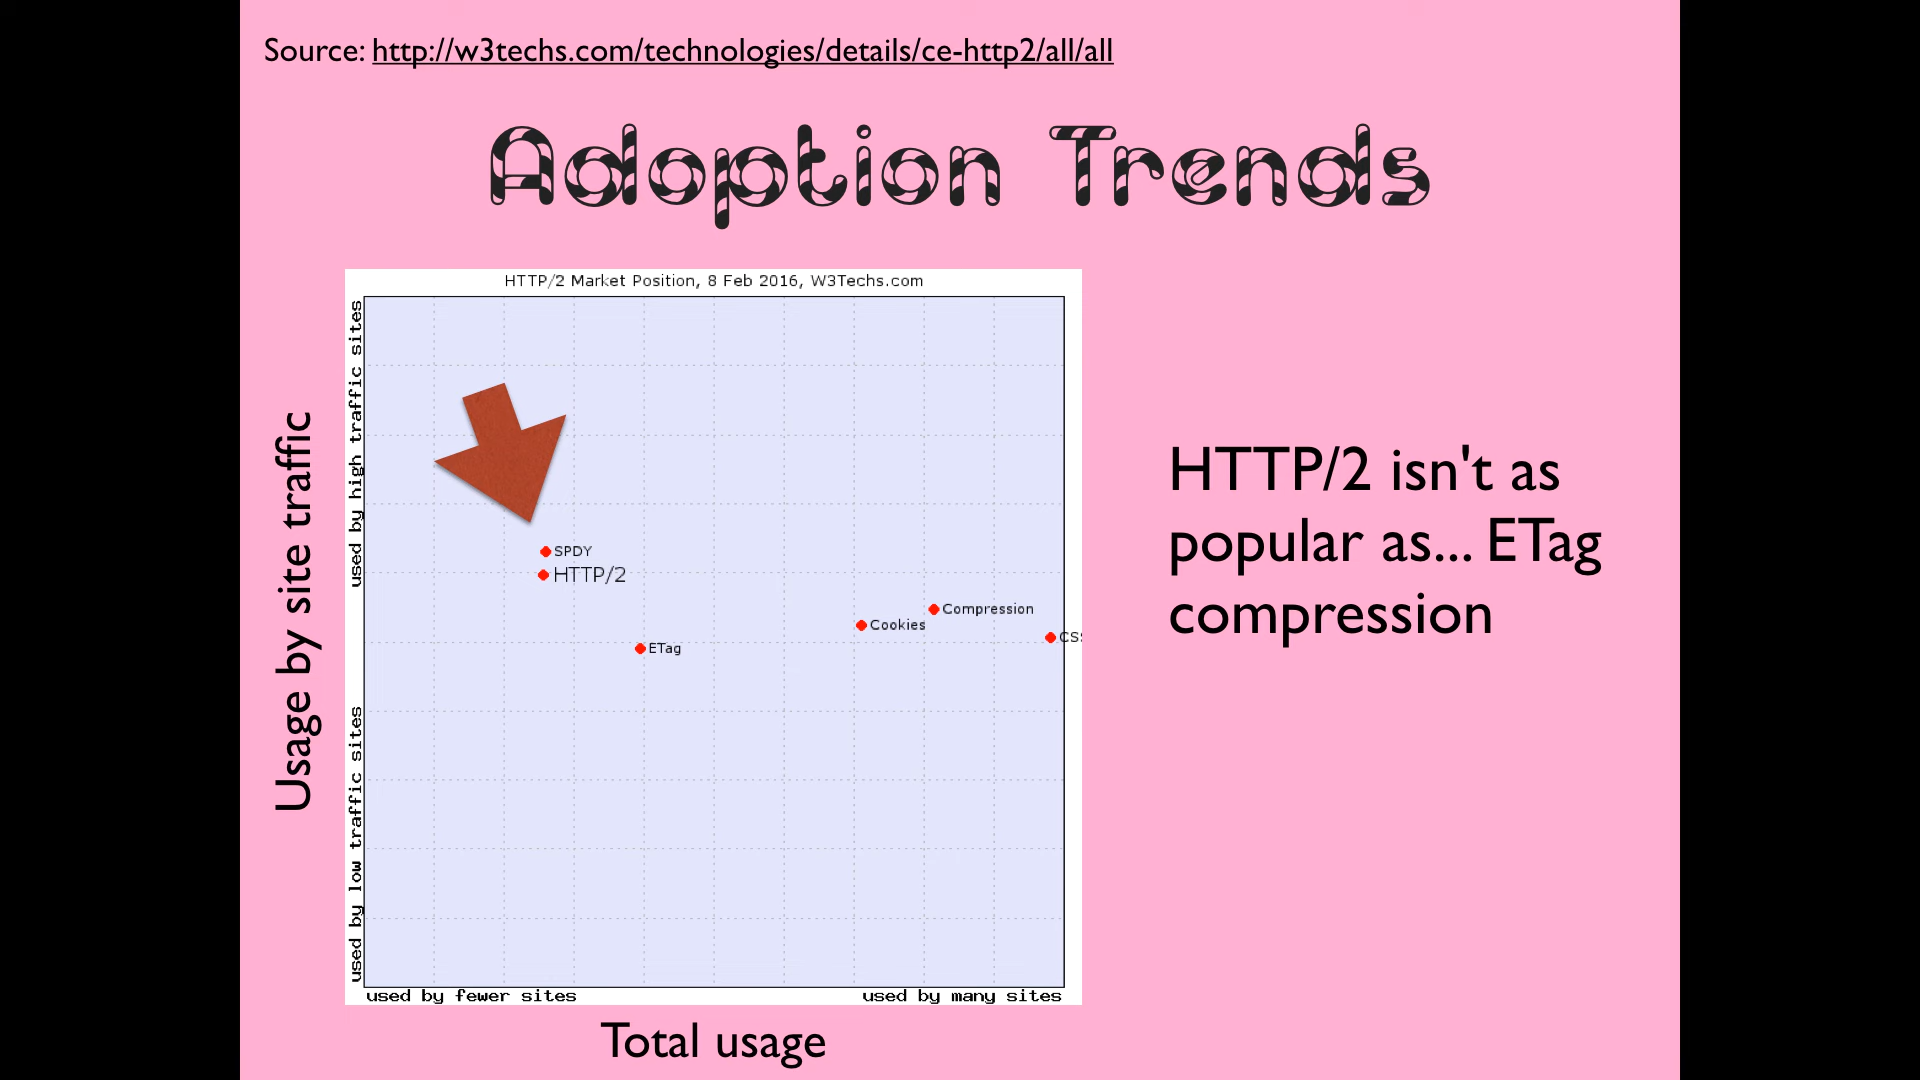 Source: http://w3techs.com/technologies/details/ce-http2/all/all
Adoption Trends
HTTP/2 Market Position, 8 Feb 2016, W3Techs.com
Usage by site traffic
used by high traffic sites
used by low traffic sites
SPDY
HTTP/2
Compression
Cookies
ETag
used by fewer sites
used by many sites
Total usage
HTTP/2 isn't as
popular as... ETag
compression